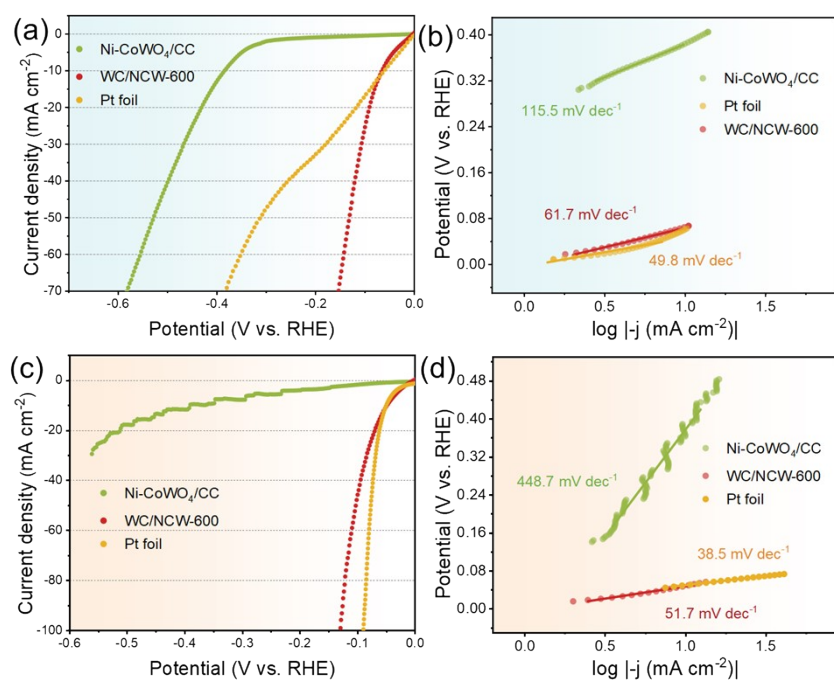 (a)
0
-10
-20
-30
-40
-50
-60
70
Current density (mA cm⁻²)
Ni-CoWO₄/CC
WC/NCW-600
Pt foil
-0.6
-0.4
-0.2
0.0
Potential (V vs. RHE)
(b)
0.40
0.32
0.24
0.16
0.08
0.00
Potential (V vs. RHE)
Ni-CoWO₄/CC
Pt foil
WC/NCW-600
115.5 mV dec⁻¹
61.7 mV dec⁻¹
49.8 mV dec⁻¹
0.0
0.5
1.0
1.5
log |-j (mA cm⁻²)|
(c)
0
-20
-40
-60
-80
-100
Current density (mA cm⁻²)
Ni-CoWO₄/CC
WC/NCW-600
Pt foil
-0.6
-0.5
-0.4
-0.3
-0.2
-0.1
0.0
Potential (V vs. RHE)
(d)
0.48
0.40
0.32
0.24
0.16
0.08
0.00
Potential (V vs. RHE)
Ni-CoWO₄/CC
WC/NCW-600
Pt foil
448.7 mV dec⁻¹
38.5 mV dec⁻¹
51.7 mV dec⁻¹
0.0
0.5
1.0
1.5
log |-j (mA cm⁻²)|